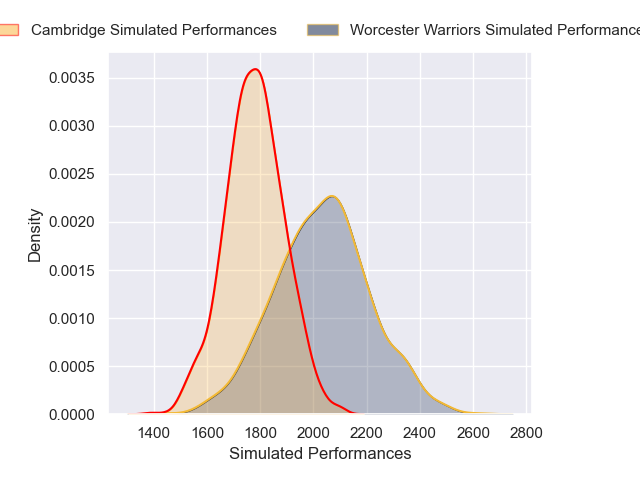 Cambridge Simulated Performances
Worcester Warriors Simulated Performance
0.0035
0.0030
0.0025
0.0020
0.0015
0.0010
0.0005
0.0000
Density
1400 1600 1800 2000 2200 2400 2600 2800
Simulated Performances